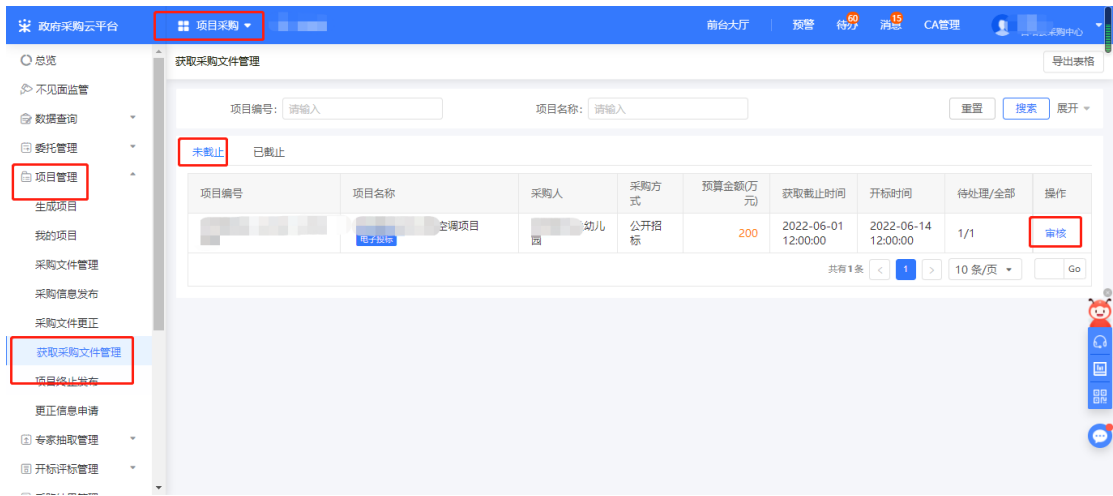 政府采购云平台
项目采购
前台大厅
预警
待办
60
消息
15
CA管理
采购中心
总览
不见面监管
数据查询
委托管理
项目管理
生成项目
我的项目
采购文件管理
采购信息发布
采购文件更正
获取采购文件管理
项目终止发布
更正信息申请
专家抽取管理
开标评标管理
获取采购文件管理
导出表格
项目编号: 请输入
项目名称: 请输入
重置
搜索
展开
未截止
已截止
项目编号
项目名称
采购人
采购方
式
预算金额(万
元)
获取截止时间
开标时间
待处理/全部
操作
空调项目
电子投标
幼儿
园
公开招
标
200
2022-06-01
12:00:00
2022-06-14
12:00:00
1/1
审核
共有1条
<
1
>
10 条/页
Go